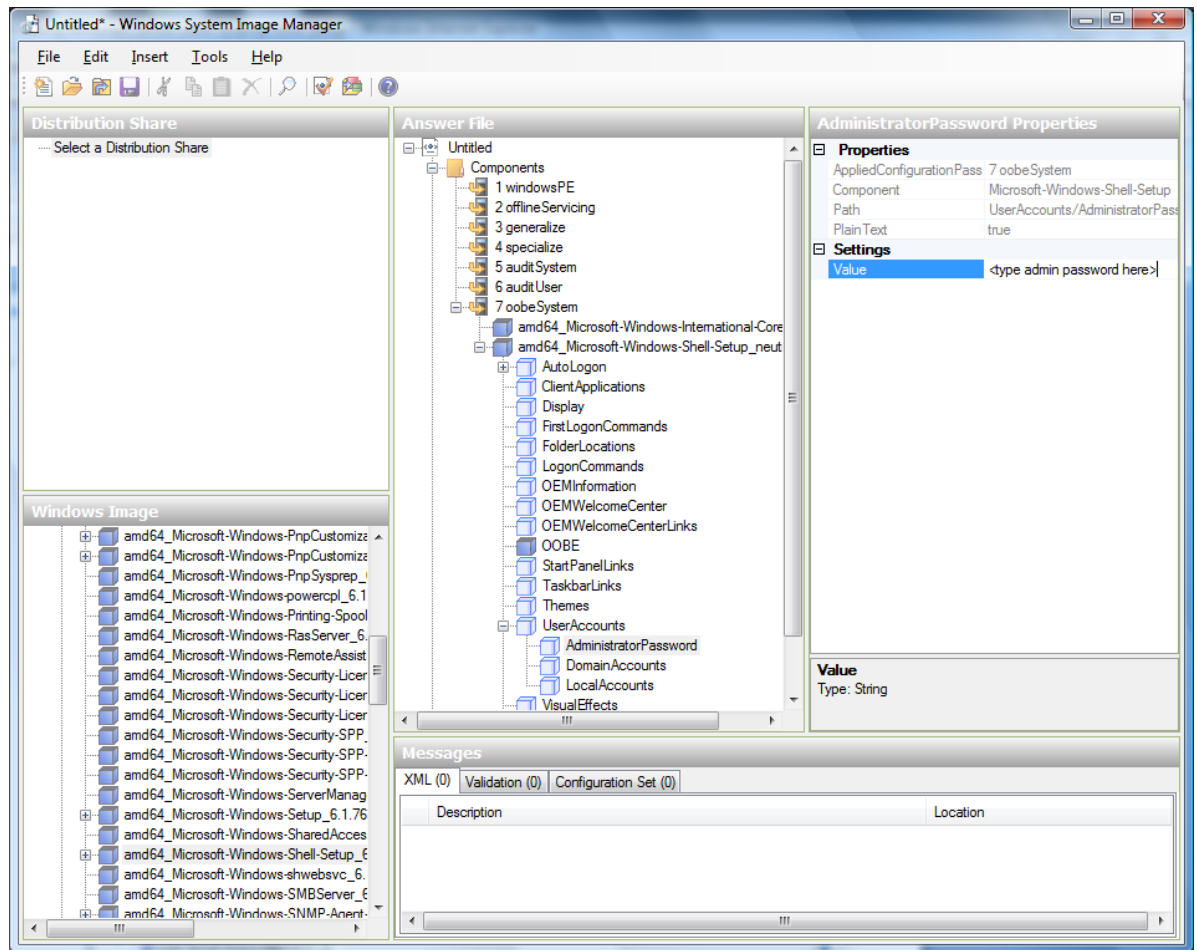 Untitled* - Windows System Image Manager
File Edit Insert Tools Help
Distribution Share
Select a Distribution Share
Windows Image
amd64_Microsoft-Windows-PnpCustomiza
amd64_Microsoft-Windows-PnpCustomiza
amd64_Microsoft-Windows-PnpSysprep_
amd64_Microsoft-Windows-powercpl_6.1
amd64_Microsoft-Windows-Printing-Spool
amd64_Microsoft-Windows-RasServer_6.
amd64_Microsoft-Windows-RemoteAssist
amd64_Microsoft-Windows-Security-Licer
amd64_Microsoft-Windows-Security-Licer
amd64_Microsoft-Windows-Security-Licer
amd64_Microsoft-Windows-Security-SPP_
amd64_Microsoft-Windows-Security-SPP-
amd64_Microsoft-Windows-Security-SPP-
amd64_Microsoft-Windows-ServerManag
amd64_Microsoft-Windows-Setup_6.1.76
amd64_Microsoft-Windows-SharedAcces
amd64_Microsoft-Windows-Shell-Setup_6
amd64_Microsoft-Windows-shwebsvc_6.
amd64_Microsoft-Windows-SMBServer_6
amd64_Microsoft-Windows-SNMP-Agent-
Answer File
Untitled
Components
1 windowsPE
2 offlineServicing
3 generalize
4 specialize
5 auditSystem
6 auditUser
7 oobeSystem
amd64_Microsoft-Windows-International-Core
amd64_Microsoft-Windows-Shell-Setup_neut
AutoLogon
ClientApplications
Display
FirstLogonCommands
FolderLocations
LogonCommands
OEMInformation
OEMWelcomeCenter
OEMWelcomeCenterLinks
OOBE
StartPanelLinks
TaskbarLinks
Themes
UserAccounts
AdministratorPassword
DomainAccounts
LocalAccounts
VisualEffects
AdministratorPassword Properties
Properties
AppliedConfigurationPass 7 oobeSystem
Component Microsoft-Windows-Shell-Setup
Path UserAccounts/AdministratorPass
PlainText true
Settings
Value <type admin password here>
Value
Type: String
Messages
XML (0) Validation (0) Configuration Set (0)
Description Location